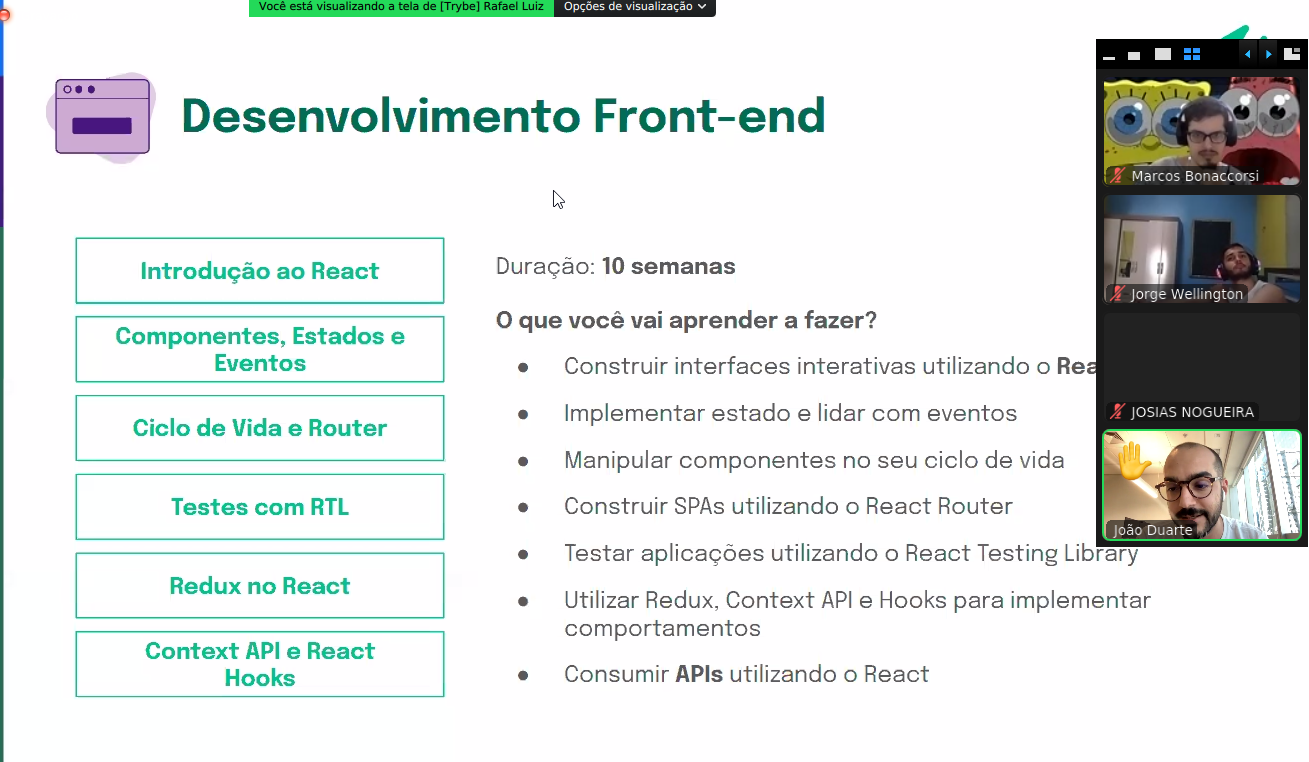 Você está visualizando a tela de [Trybe] Rafael Luiz
Opções de visualização
Desenvolvimento Front-end
Introdução ao React
Componentes, Estados e
Eventos
Ciclo de Vida e Router
Testes com RTL
Redux no React
Context API e React
Hooks
Duração: 10 semanas
O que você vai aprender a fazer?
● Construir interfaces interativas utilizando o Rea
● Implementar estado e lidar com eventos
● Manipular componentes no seu ciclo de vida
● Construir SPAs utilizando o React Router
● Testar aplicações utilizando o React Testing Library
● Utilizar Redux, Context API e Hooks para implementar
comportamentos
● Consumir APIs utilizando o React
Marcos Bonaccorsi
Jorge Wellington
JOSIAS NOGUEIRA
João Duarte